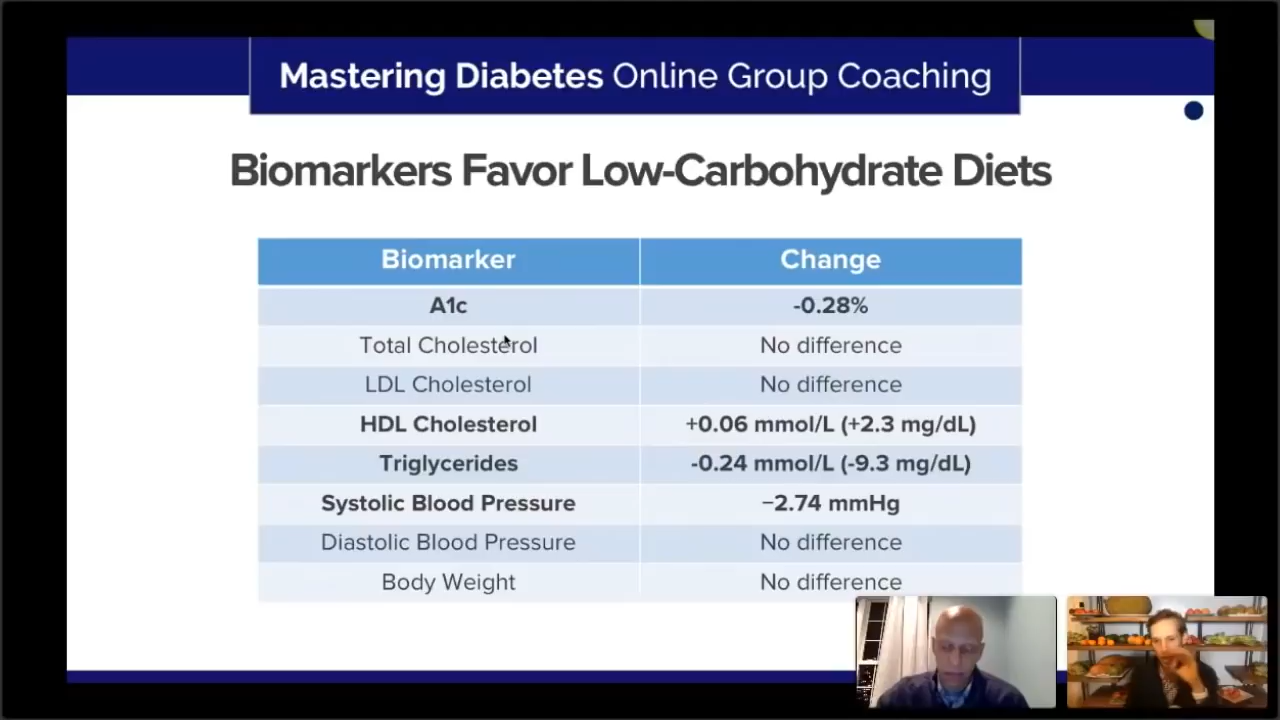 Mastering Diabetes Online Group Coaching
Biomarkers Favor Low-Carbohydrate Diets
Biomarker Change
A1c -0.28%
Total Cholesterol No difference
LDL Cholesterol No difference
HDL Cholesterol +0.06 mmol/L (+2.3 mg/dL)
Triglycerides -0.24 mmol/L (-9.3 mg/dL)
Systolic Blood Pressure −2.74 mmHg
Diastolic Blood Pressure No difference
Body Weight No difference